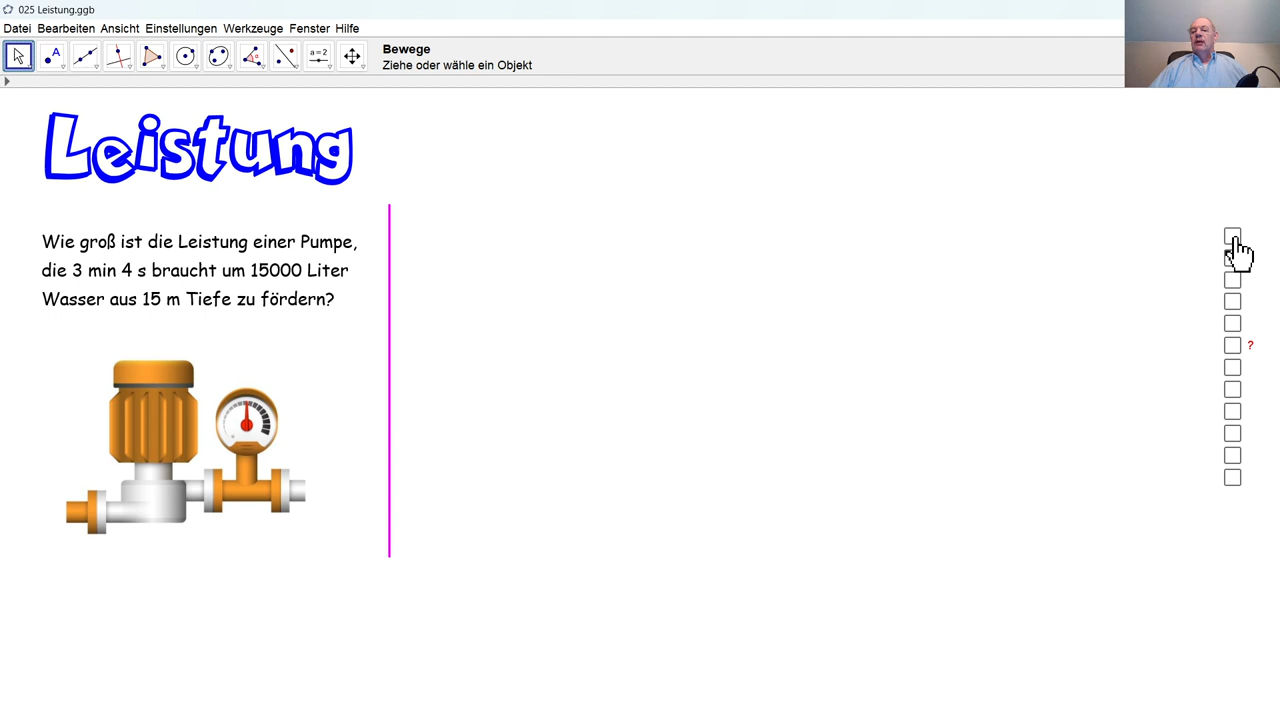 025 Leistung.ggb
Datei Bearbeiten Ansicht Einstellungen Werkzeuge Fenster Hilfe
A
a=2
Bewege
Ziehe oder wähle ein Objekt
Leistung
Wie groß ist die Leistung einer Pumpe,
die 3 min 4 s braucht um 15000 Liter
Wasser aus 15 m Tiefe zu fördern?
?